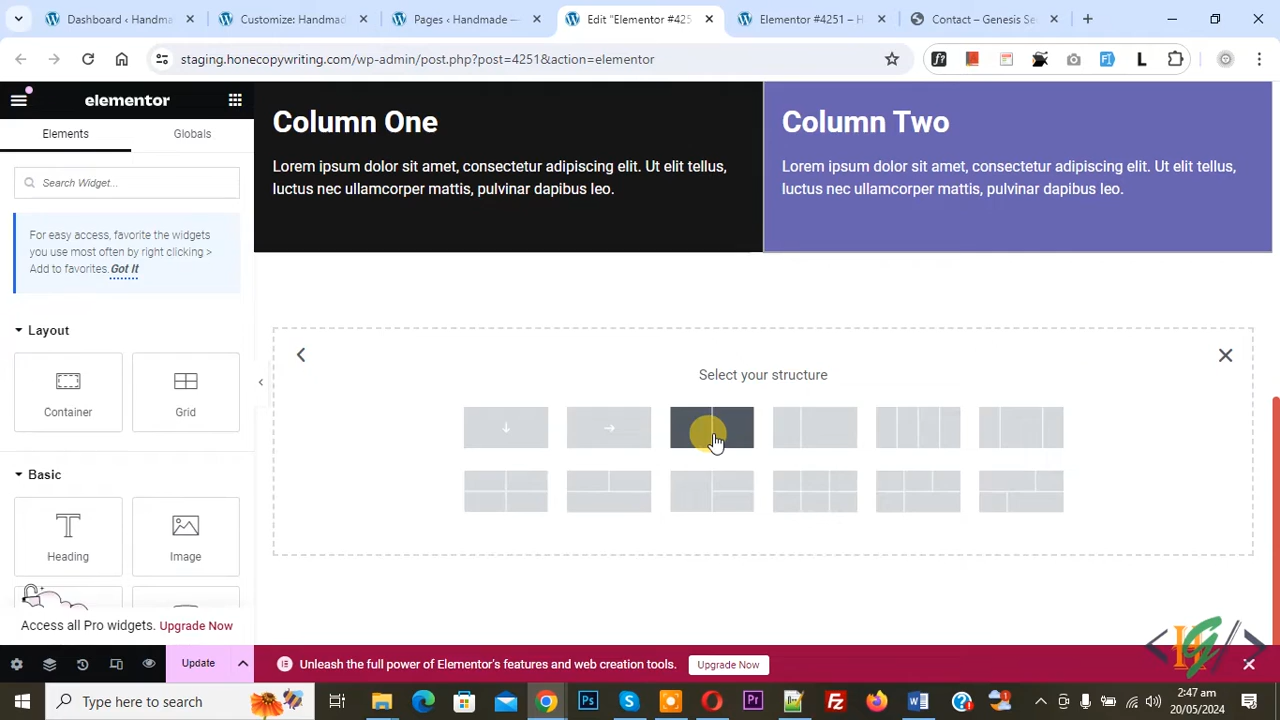 Dashboard ‹ Handma
Customize: Handmad
Pages ‹ Handmade —
Edit "Elementor #425
Elementor #4251 – H
Contact – Genesis Se
staging.homecopywriting.com/wp-admin/post.php?post=4251&action=elementor
elementor
Elements
Globals
Search Widget...
For easy access, favorite the widgets
you use most often by right clicking >
Add to favorites. Got It
Layout
Container
Grid
Basic
Heading
Image
Access all Pro widgets. Upgrade Now
Update
Column One
Lorem ipsum dolor sit amet, consectetur adipiscing elit. Ut elit tellus,
luctus nec ullamcorper mattis, pulvinar dapibus leo.
Column Two
Lorem ipsum dolor sit amet, consectetur adipiscing elit. Ut elit tellus,
luctus nec ullamcorper mattis, pulvinar dapibus leo.
Select your structure
Unleash the full power of Elementor's features and web creation tools.
Upgrade Now
Type here to search
2:47 am
20/05/2024